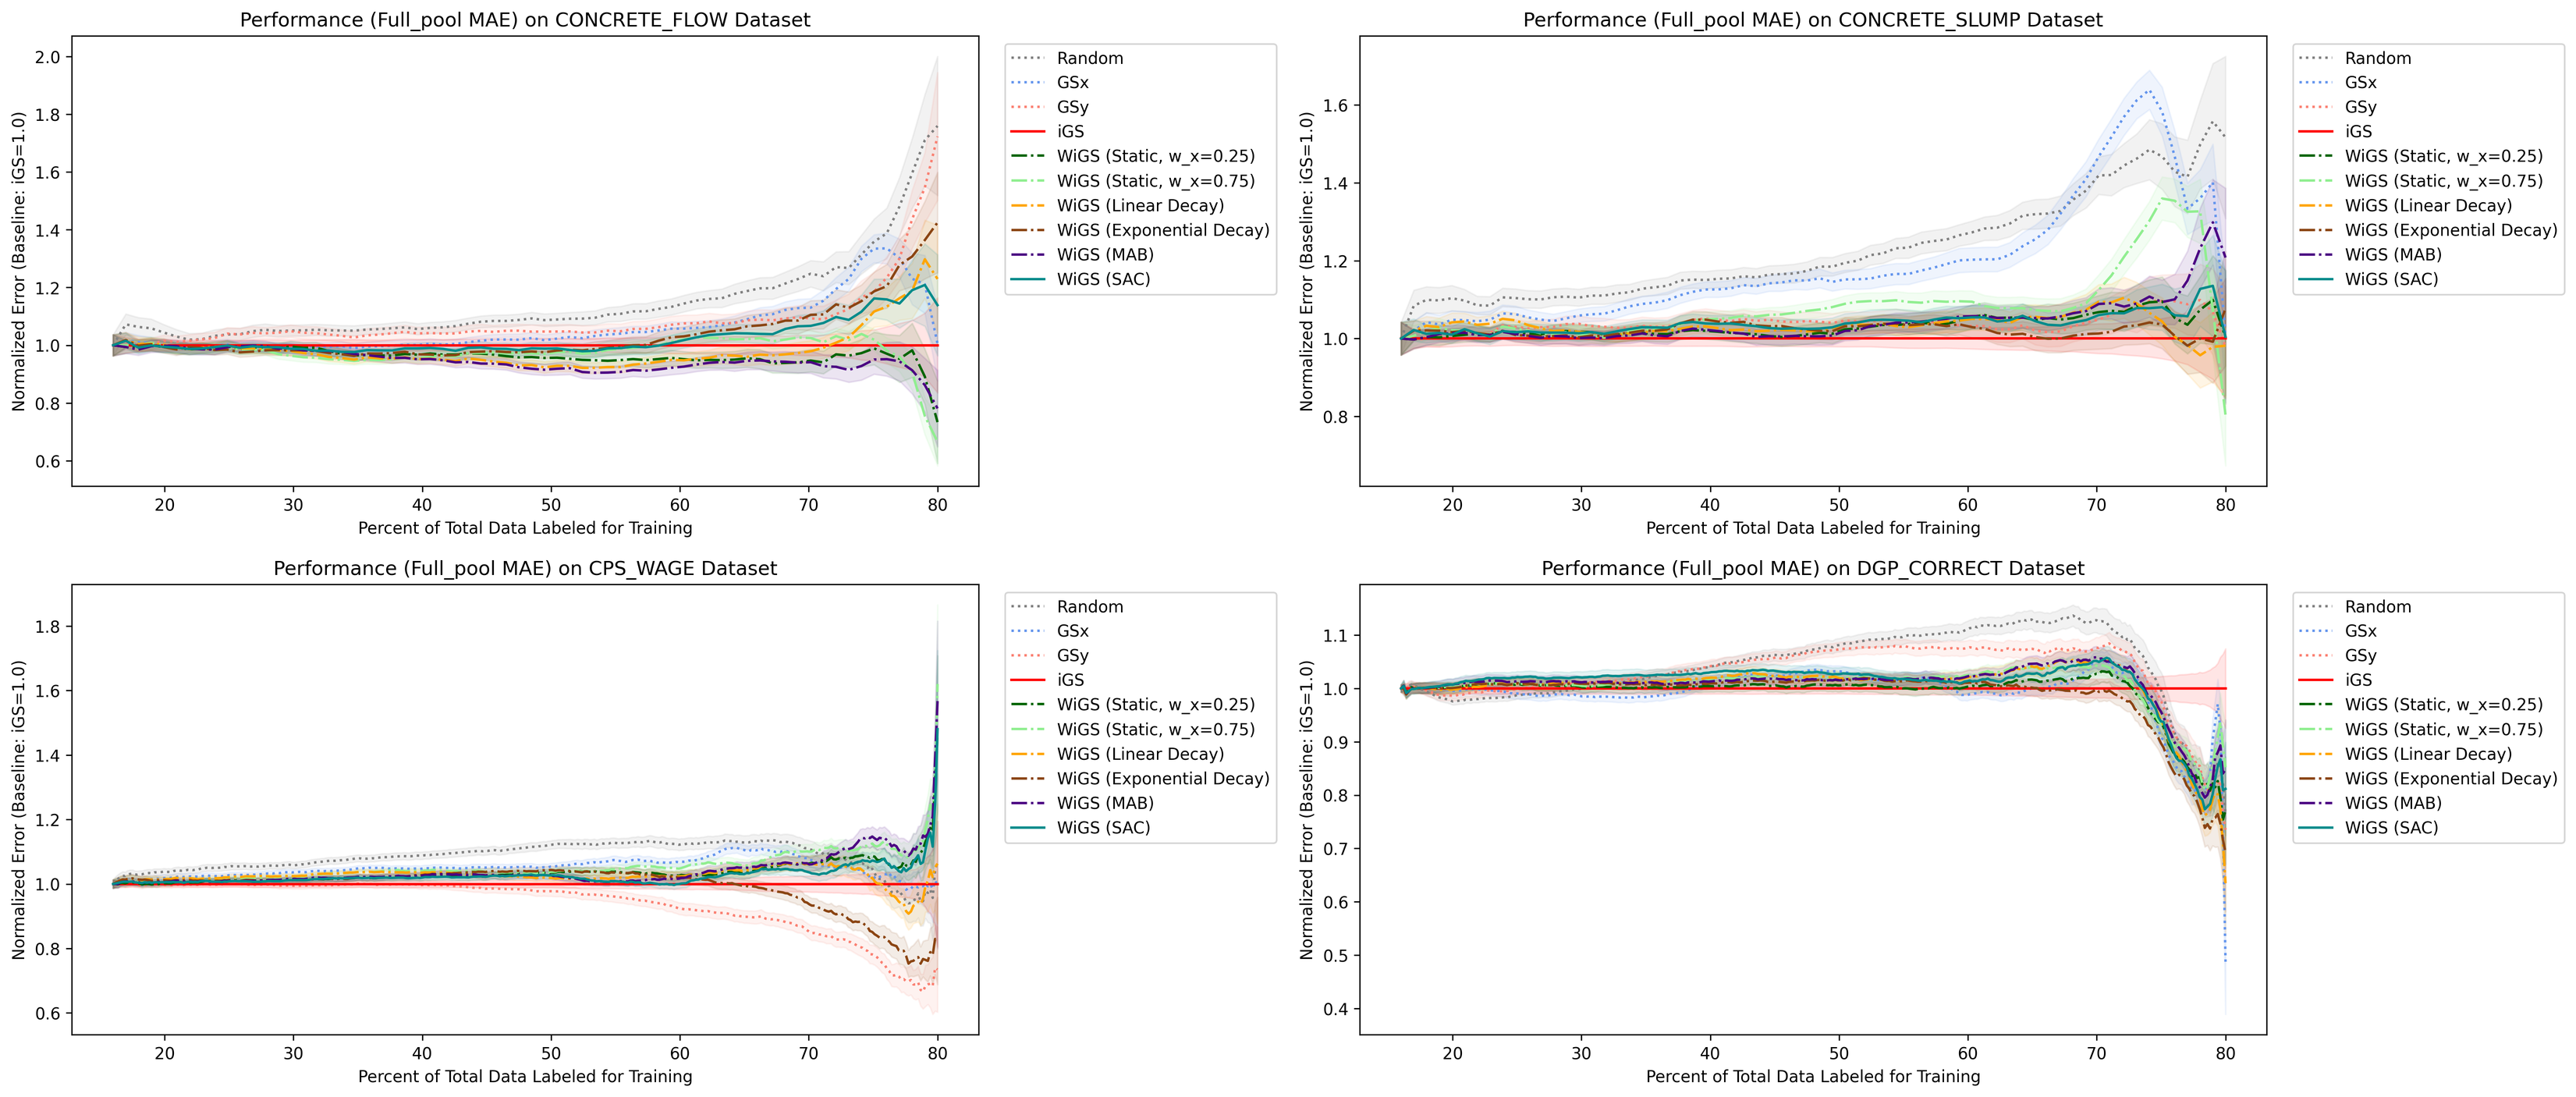 Performance (Full_pool MAE) on CONCRETE_FLOW Dataset
Normalized Error (Baseline: iGS=1.0)
2.0
1.8
1.6
1.4
1.2
1.0
0.8
0.6
20 30 40 50 60 70 80
Percent of Total Data Labeled for Training
Random
GSx
GSy
iGS
WiGS (Static, w_x=0.25)
WiGS (Static, w_x=0.75)
WiGS (Linear Decay)
WiGS (Exponential Decay)
WiGS (MAB)
WiGS (SAC)
Performance (Full_pool MAE) on CONCRETE_SLUMP Dataset
Normalized Error (Baseline: iGS=1.0)
1.6
1.4
1.2
1.0
0.8
20 30 40 50 60 70 80
Percent of Total Data Labeled for Training
Random
GSx
GSy
iGS
WiGS (Static, w_x=0.25)
WiGS (Static, w_x=0.75)
WiGS (Linear Decay)
WiGS (Exponential Decay)
WiGS (MAB)
WiGS (SAC)
Performance (Full_pool MAE) on CPS_WAGE Dataset
Normalized Error (Baseline: iGS=1.0)
1.8
1.6
1.4
1.2
1.0
0.8
0.6
20 30 40 50 60 70 80
Percent of Total Data Labeled for Training
Random
GSx
GSy
iGS
WiGS (Static, w_x=0.25)
WiGS (Static, w_x=0.75)
WiGS (Linear Decay)
WiGS (Exponential Decay)
WiGS (MAB)
WiGS (SAC)
Performance (Full_pool MAE) on DGP_CORRECT Dataset
Normalized Error (Baseline: iGS=1.0)
1.1
1.0
0.9
0.8
0.7
0.6
0.5
0.4
20 30 40 50 60 70 80
Percent of Total Data Labeled for Training
Random
GSx
GSy
iGS
WiGS (Static, w_x=0.25)
WiGS (Static, w_x=0.75)
WiGS (Linear Decay)
WiGS (Exponential Decay)
WiGS (MAB)
WiGS (SAC)